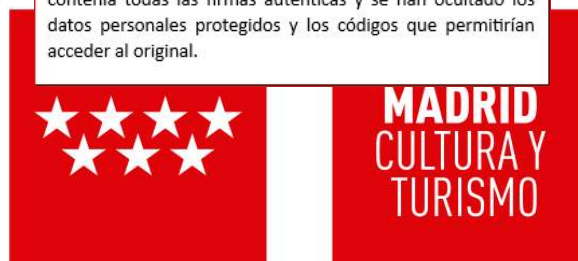 contenía todas las firmas auténticas y se han ocultado los
datos personales protegidos y los códigos que permitirían
acceder al original.
MADRID
CULTURA Y
TURISMO